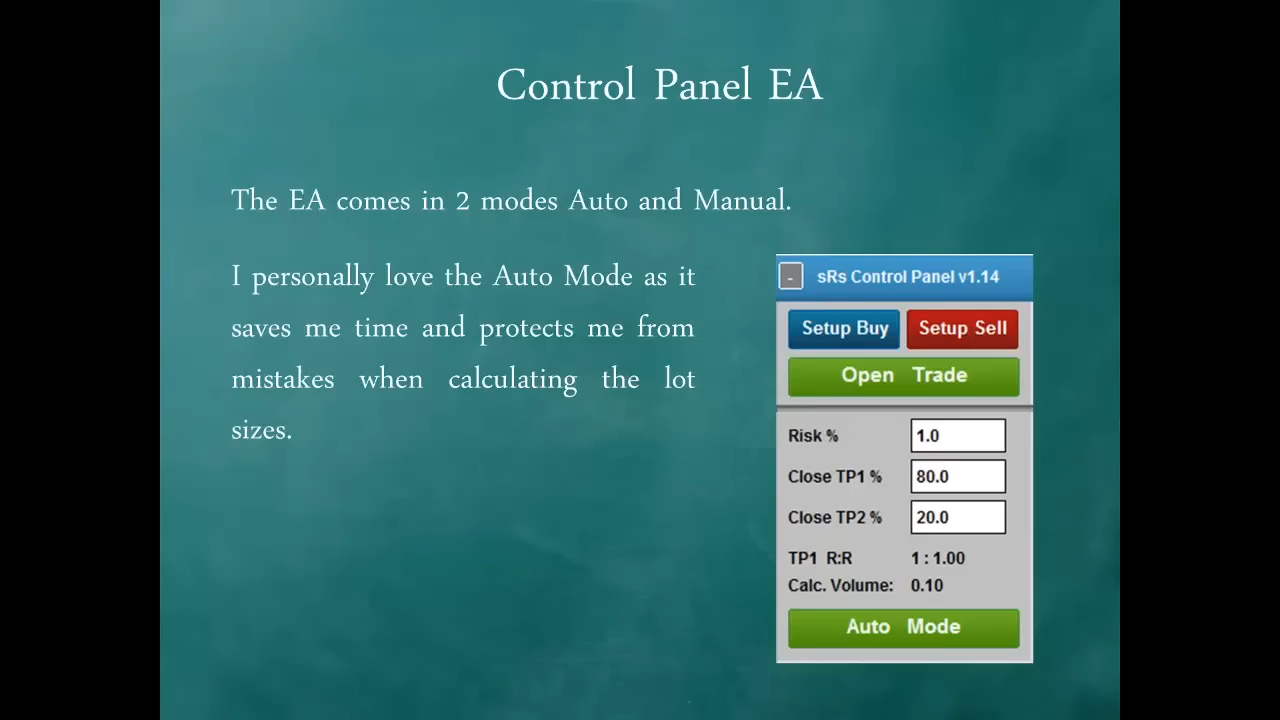 Control Panel EA
The EA comes in 2 modes Auto and Manual.
I personally love the Auto Mode as it
saves me time and protects me from
mistakes when calculating the lot
sizes.
- sRs Control Panel v1.14
Setup Buy Setup Sell
Open Trade
Risk % 1.0
Close TP1 % 80.0
Close TP2 % 20.0
TP1 R:R 1 : 1.00
Calc. Volume: 0.10
Auto Mode